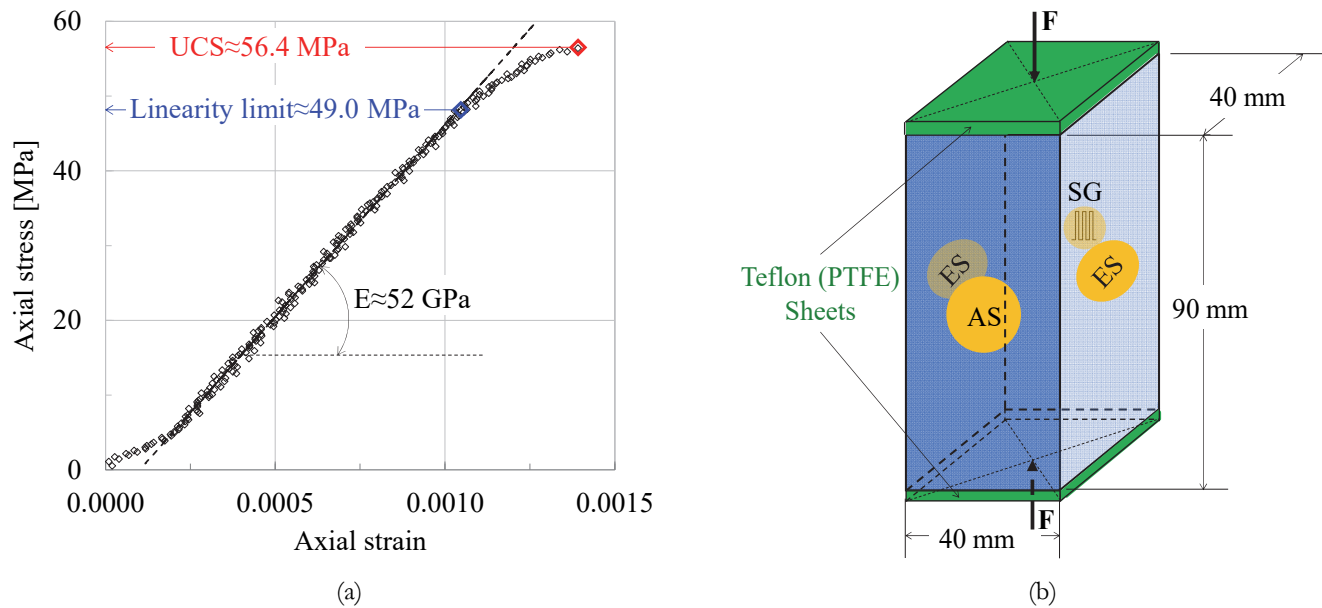 60
UCS≈56.4 MPa
Linearity limit≈49.0 MPa
40
Axial stress [MPa]
E≈52 GPa
20
0
0.0000
0.0005
0.0010
0.0015
Axial strain
(a)
F
40 mm
SG
ES
ES
AS
Teflon (PTFE)
Sheets
90 mm
F
40 mm
(b)